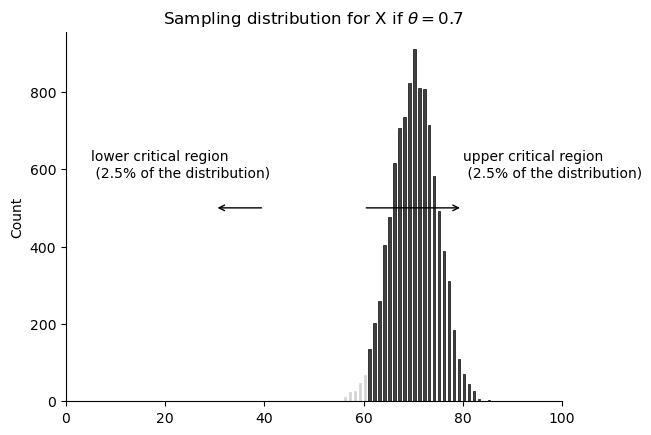 Sampling distribution for X if θ = 0.7
Count
800
600
400
200
0
lower critical region
(2.5% of the distribution)
upper critical region
(2.5% of the distribution)
0 20 40 60 80 100